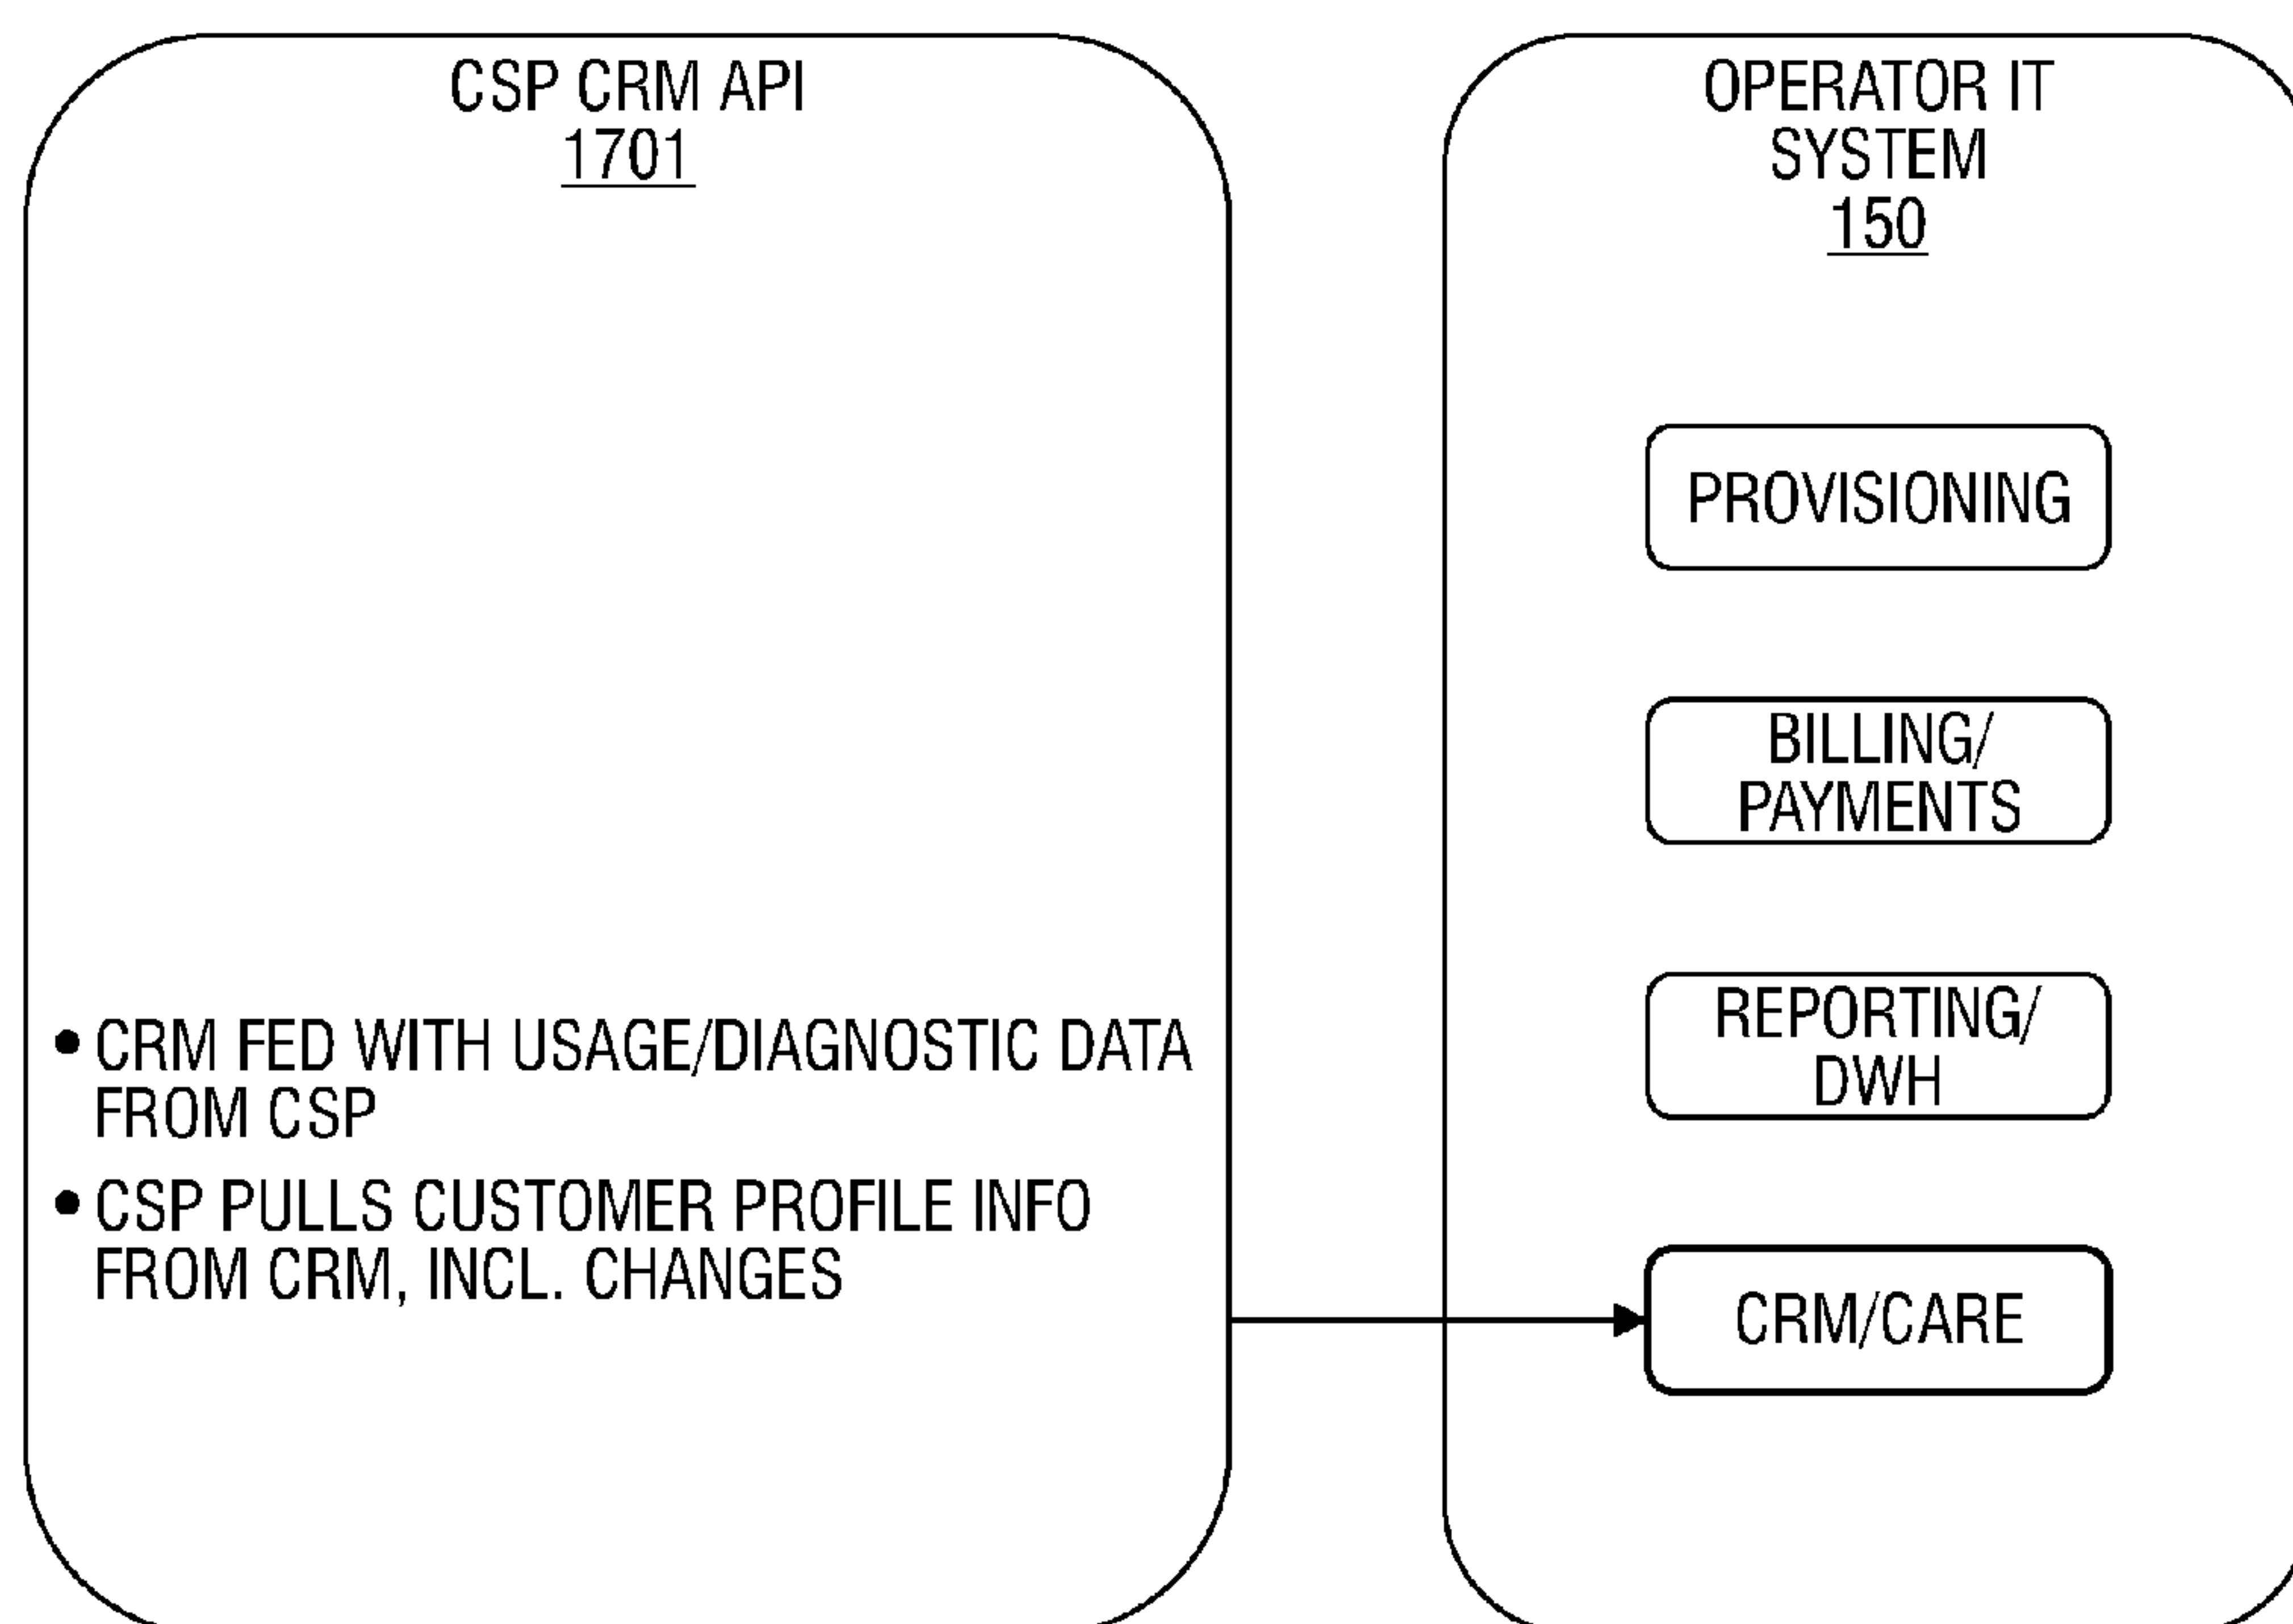 CSP CRM API
1701
• CRM FED WITH USAGE/DIAGNOSTIC DATA
FROM CSP
• CSP PULLS CUSTOMER PROFILE INFO
FROM CRM, INCL. CHANGES
OPERATOR IT
SYSTEM
150
PROVISIONING
BILLING/
PAYMENTS
REPORTING/
DWH
CRM/CARE